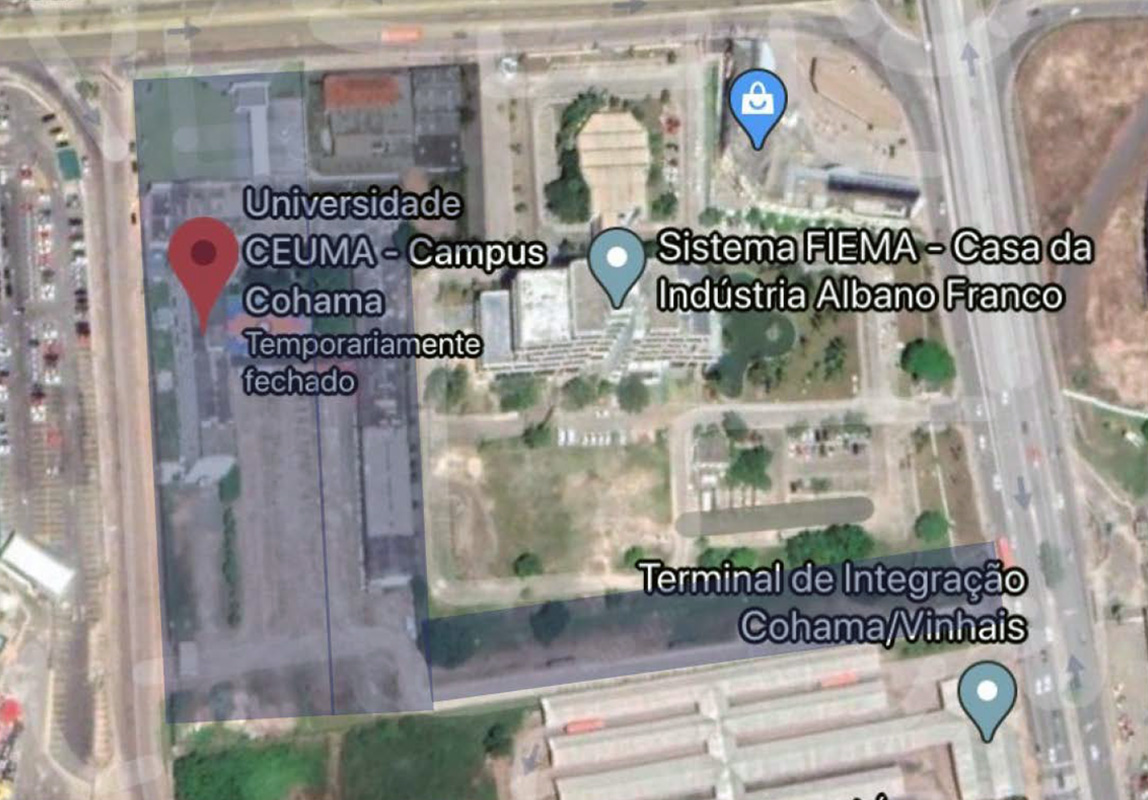 Universidade
CEUMA - Campus
Cohama
Temporariamente
fechado
Sistema FIEMA - Casa da
Indústria Albano Franco
Terminal de Integração
Cohama/Vinhais